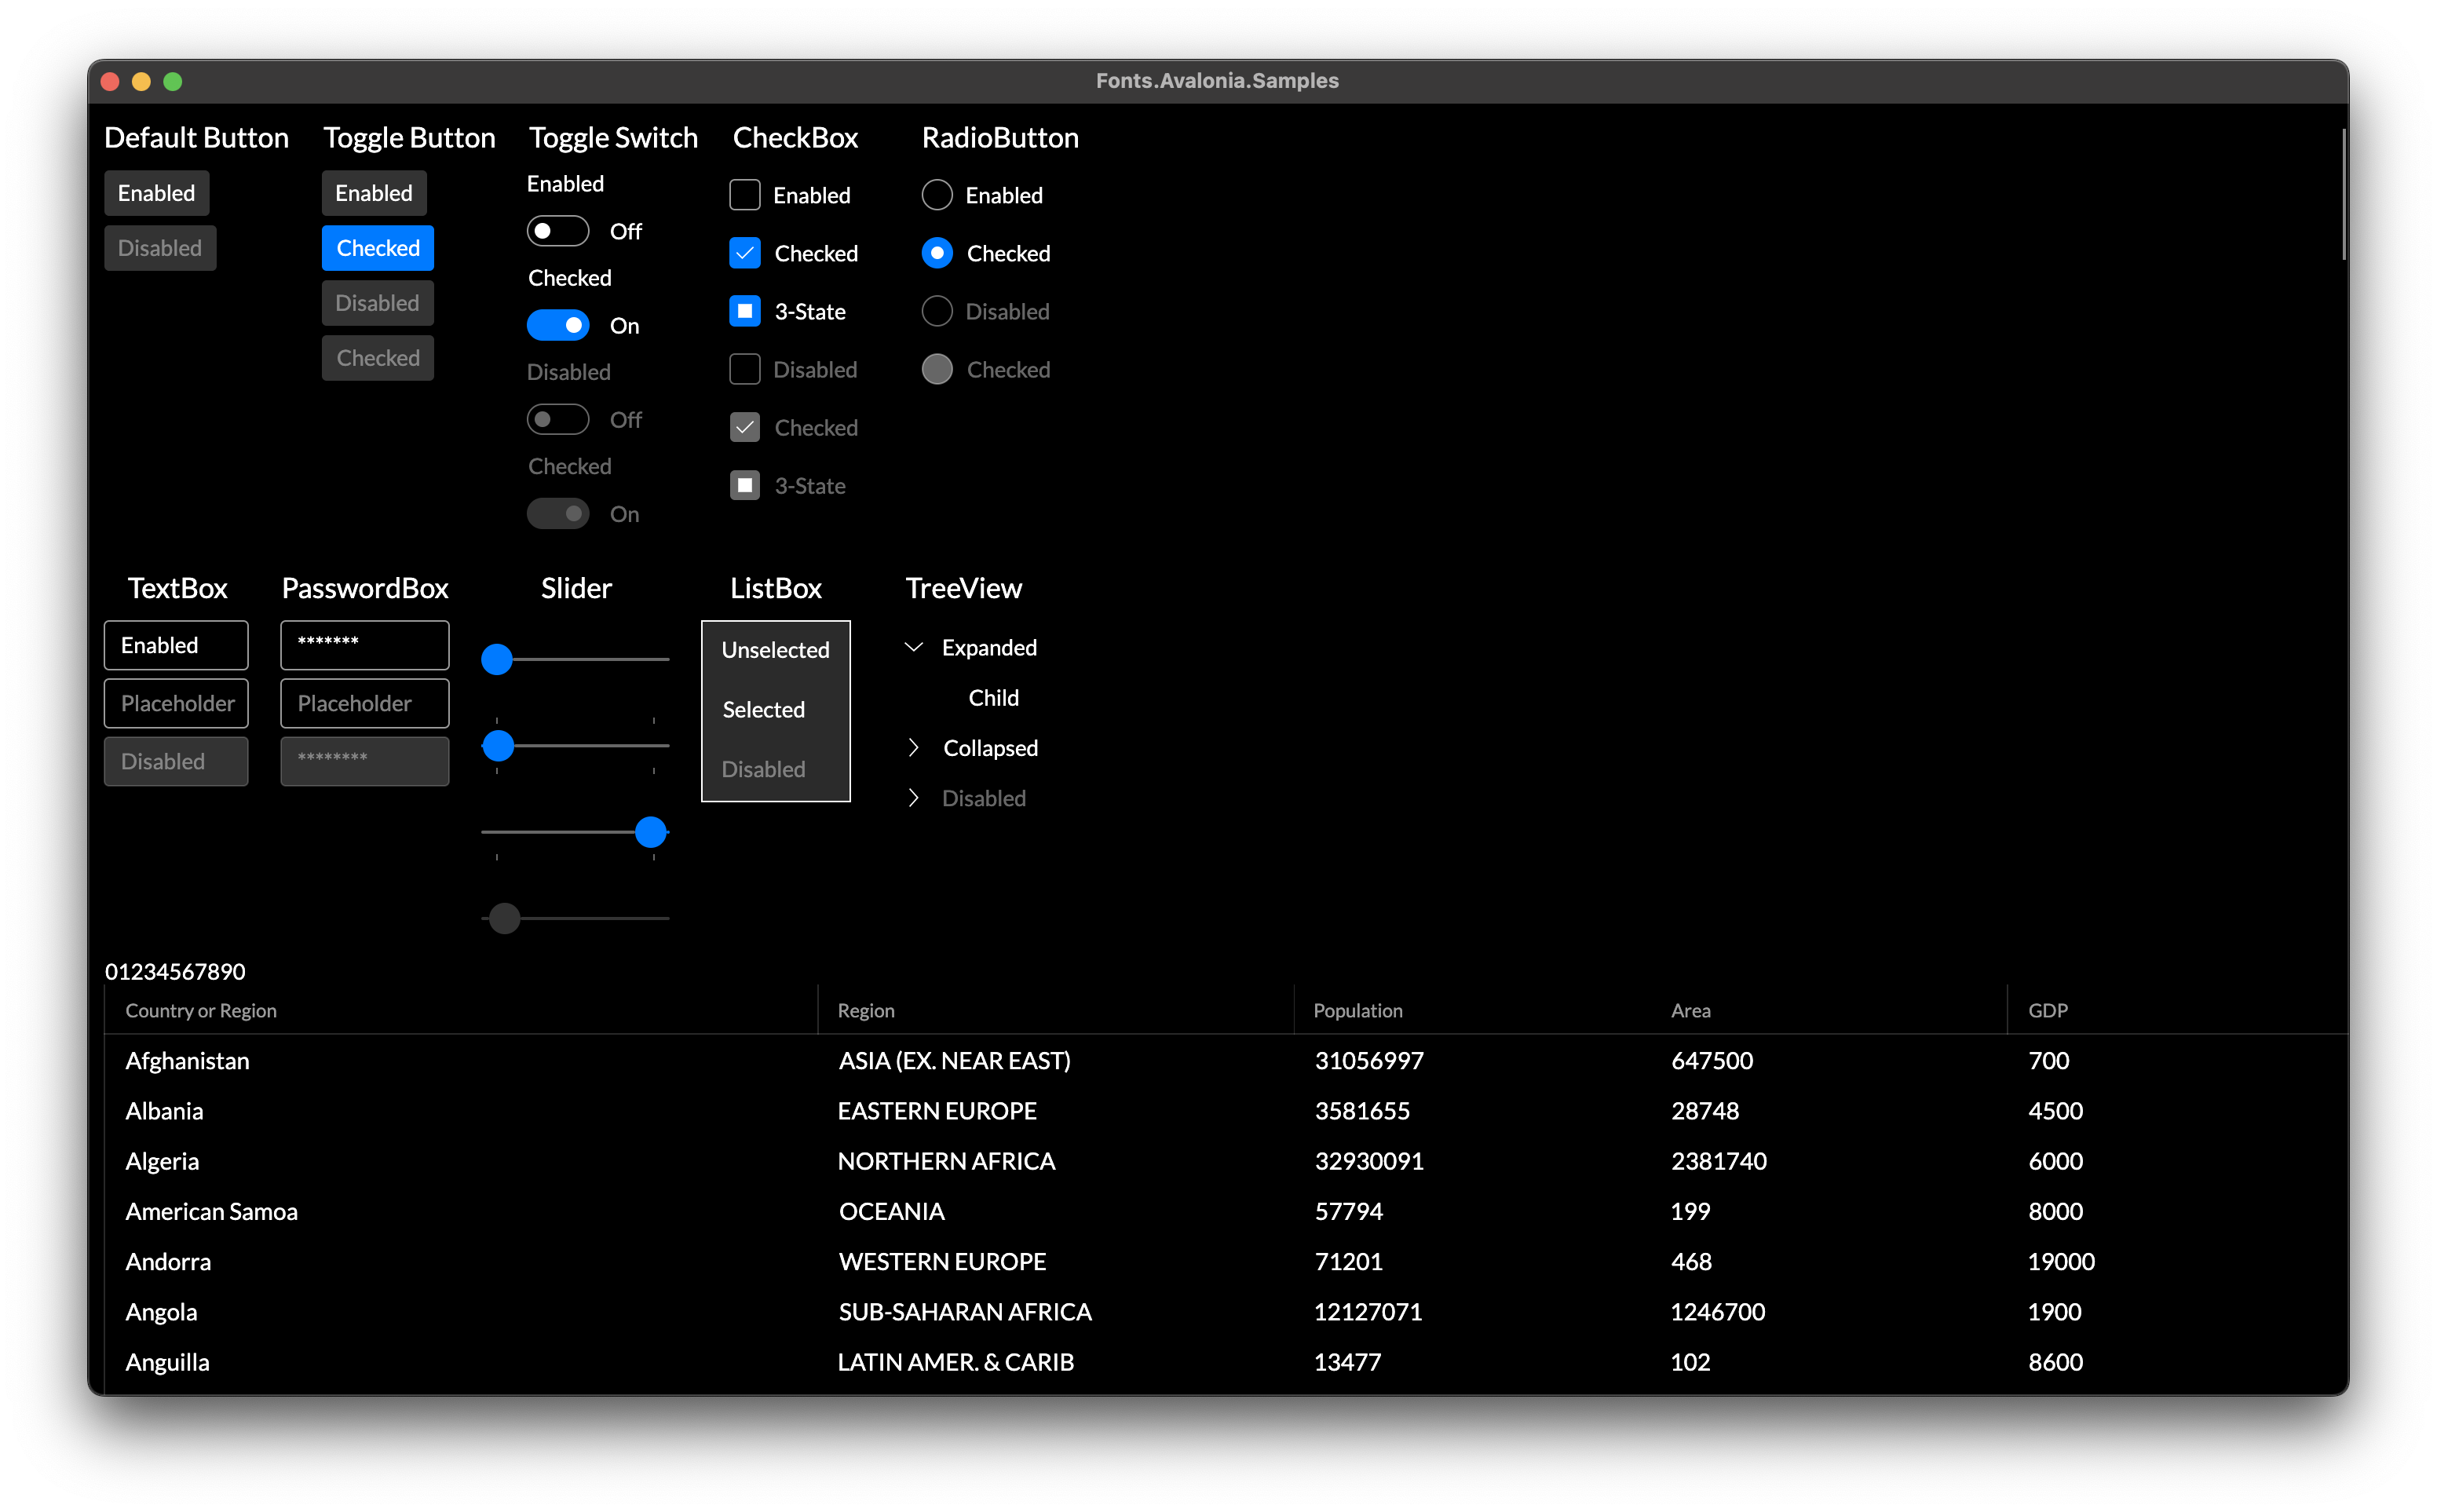 Fonts.Avalonia.Samples
Default Button
Enabled
Disabled
Toggle Button
Enabled
Checked
Disabled
Checked
Toggle Switch
Enabled
Off
Checked
On
Disabled
Off
Checked
On
CheckBox
Enabled
Checked
3-State
Disabled
Checked
3-State
RadioButton
Enabled
Checked
Disabled
Checked
TextBox
Enabled
Placeholder
Disabled
PasswordBox
*******
Placeholder
********
Slider
ListBox
Unselected
Selected
Disabled
TreeView
Expanded
Child
Collapsed
Disabled
01234567890
Country or Region Region Population Area GDP
Afghanistan ASIA (EX. NEAR EAST) 31056997 647500 700
Albania EASTERN EUROPE 3581655 28748 4500
Algeria NORTHERN AFRICA 32930091 2381740 6000
American Samoa OCEANIA 57794 199 8000
Andorra WESTERN EUROPE 71201 468 19000
Angola SUB-SAHARAN AFRICA 12127071 1246700 1900
Anguilla LATIN AMER. & CARIB 13477 102 8600